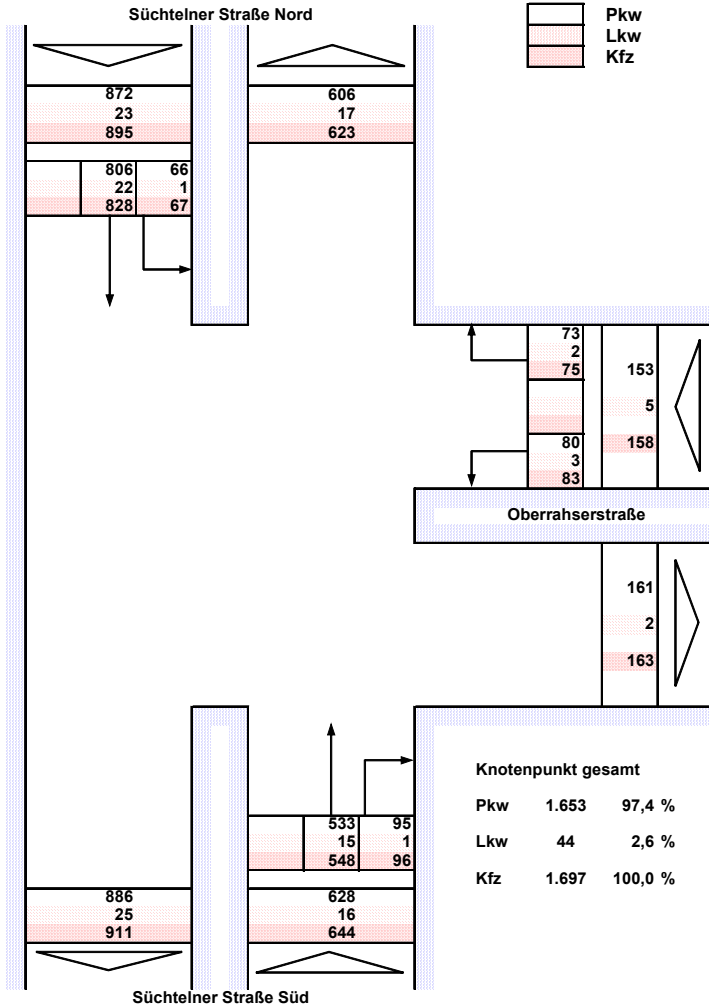 Süchtelner Straße Nord
Pkw
Lkw
Kfz
872 606
23 17
895 623
806 66
22 1
828 67
73
2
75 153
5
80 158
3
83
Oberrahserstraße
161
2
163
Knotenpunkt gesamt
Pkw 1.653 97,4 %
Lkw 44 2,6 %
Kfz 1.697 100,0 %
533 95
15 1
548 96
886 628
25 16
911 644
Süchtelner Straße Süd